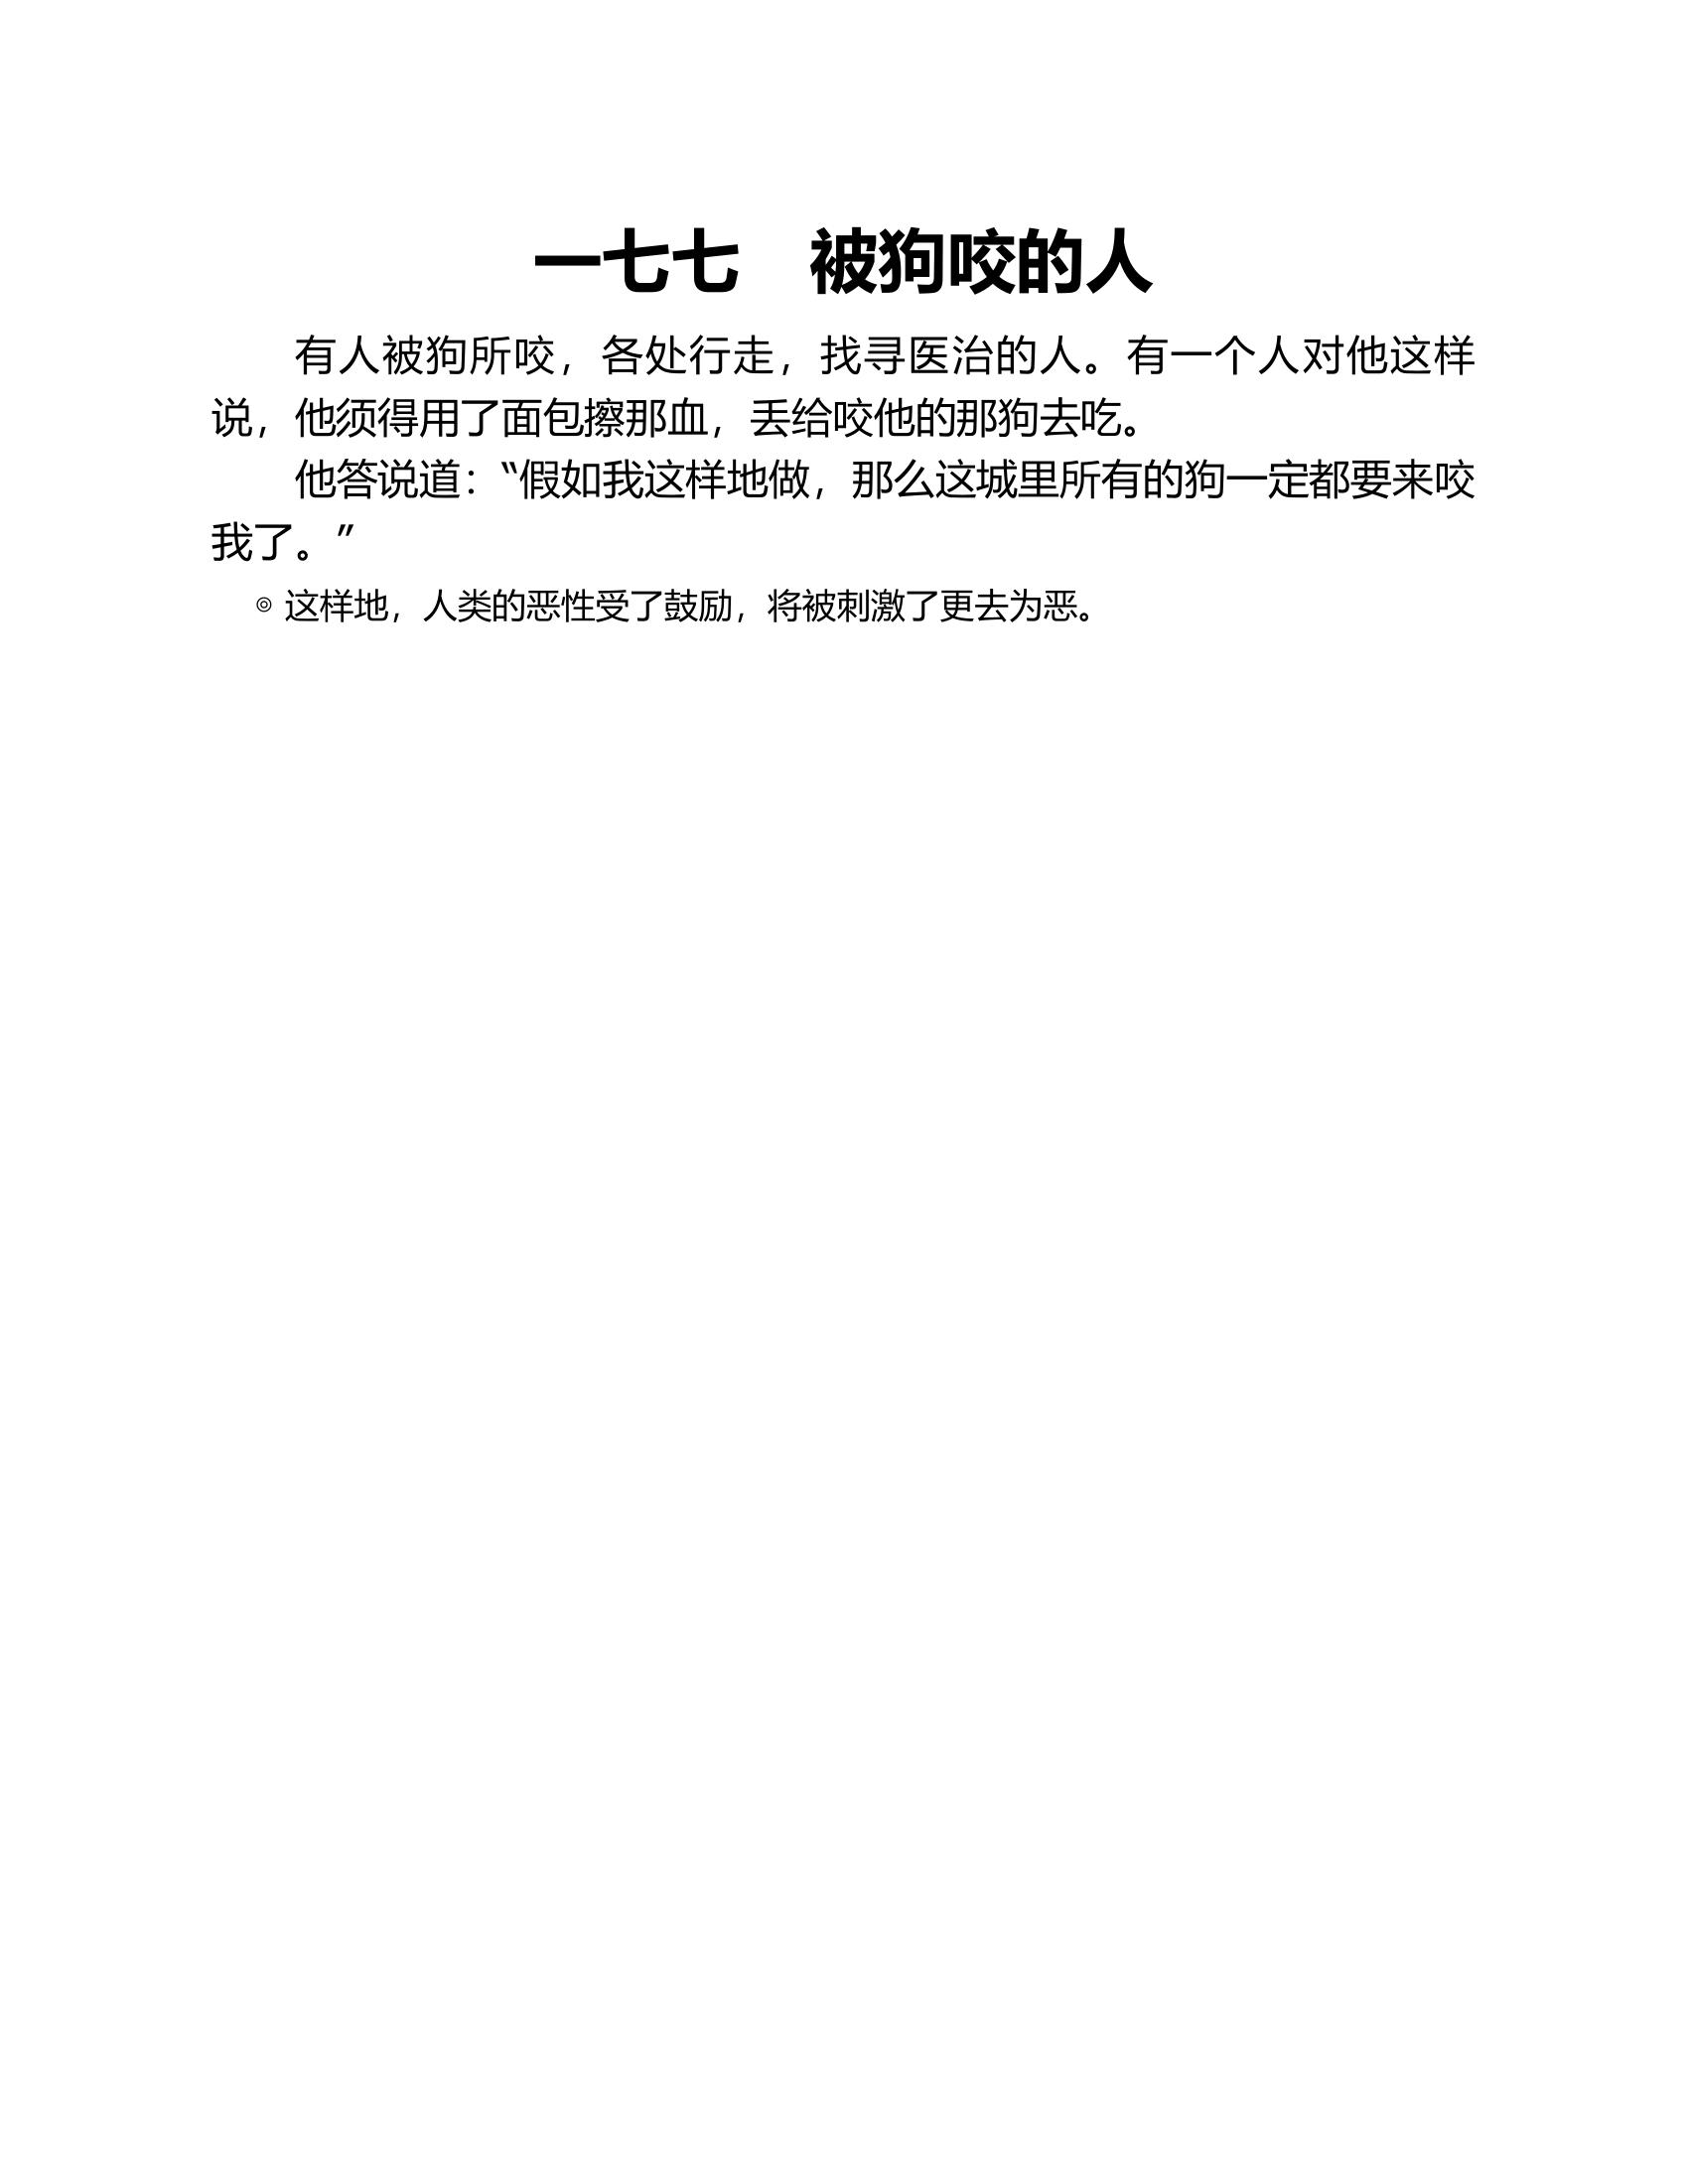 一七七　被狗咬的人
有人被狗所咬，各处行走，找寻医治的人。有一个人对他这样
说，他须得用了面包擦那血，丢给咬他的那狗去吃。
他答说道：“假如我这样地做，那么这城里所有的狗一定都要来咬
我了。”
◎ 这样地，人类的恶性受了鼓励，将被刺激了更去为恶。